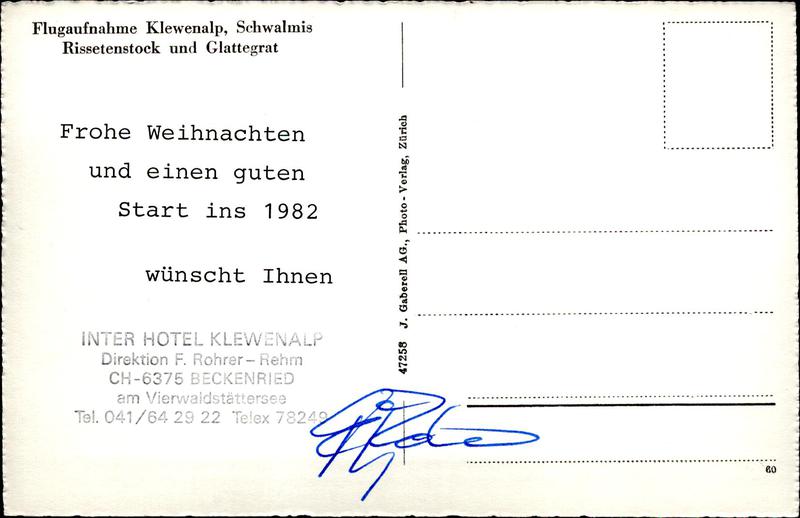 Flugaufnahme Klewenalp, Schwalmis
Rissetenstock und Glattegrat
Frohe Weihnachten
und einen guten
Start ins 1982
wünscht Ihnen
INTER HOTEL KLEWENALP
Direktion F. Rohrer-Rehm
CH-6375 BECKENRIED
am Vierwaldstättersee
Tel. 041/64 29 22 Telex 78249
47258 J. Gaberell AG., Photo-Verlag, Zürich
60